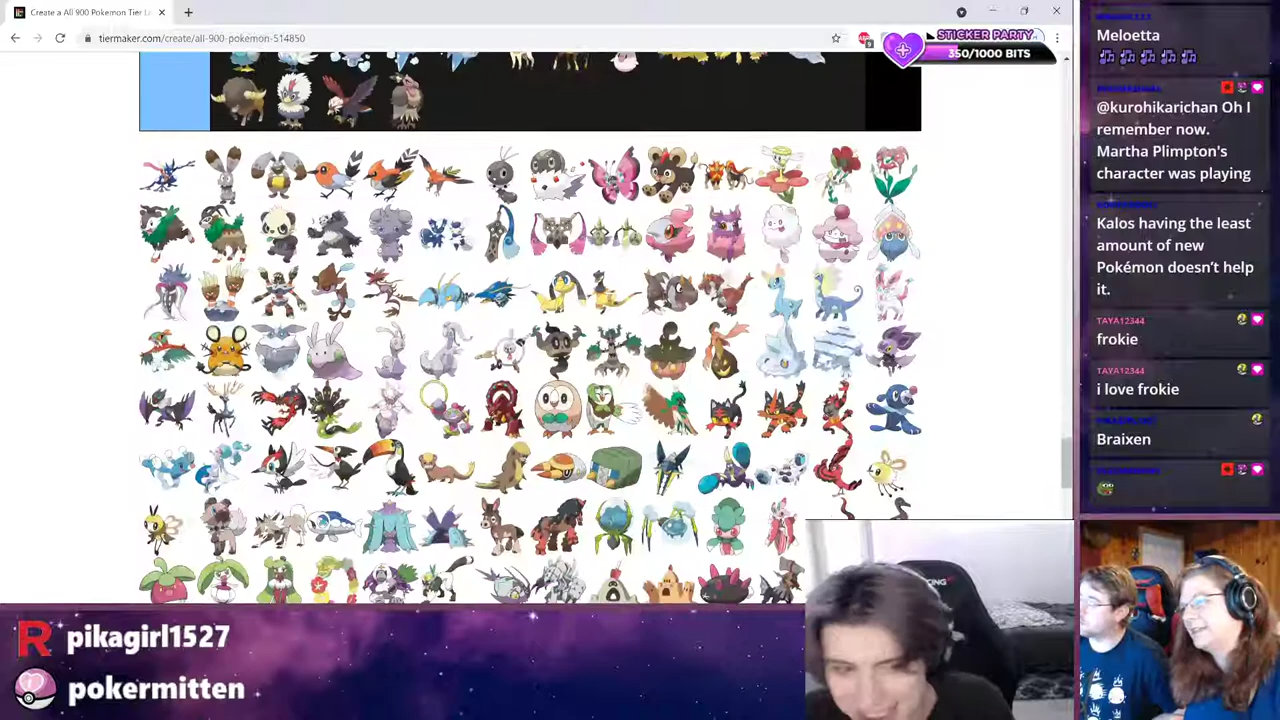 Create a All 900 Pokemon Tier Li
tiermaker.com/create/all-900-pokemon-514850
STICKER PARTY
350/1000 BITS
Meloetta
@kurohikarichan Oh I
remember now.
Martha Plimpton's
character was playing
Kalos having the least
amount of new
Pokémon doesn't help
it.
TAYA12344
frokie
TAYA12344
i love frokie
Braixen
R pikagirl1527
pokermitten